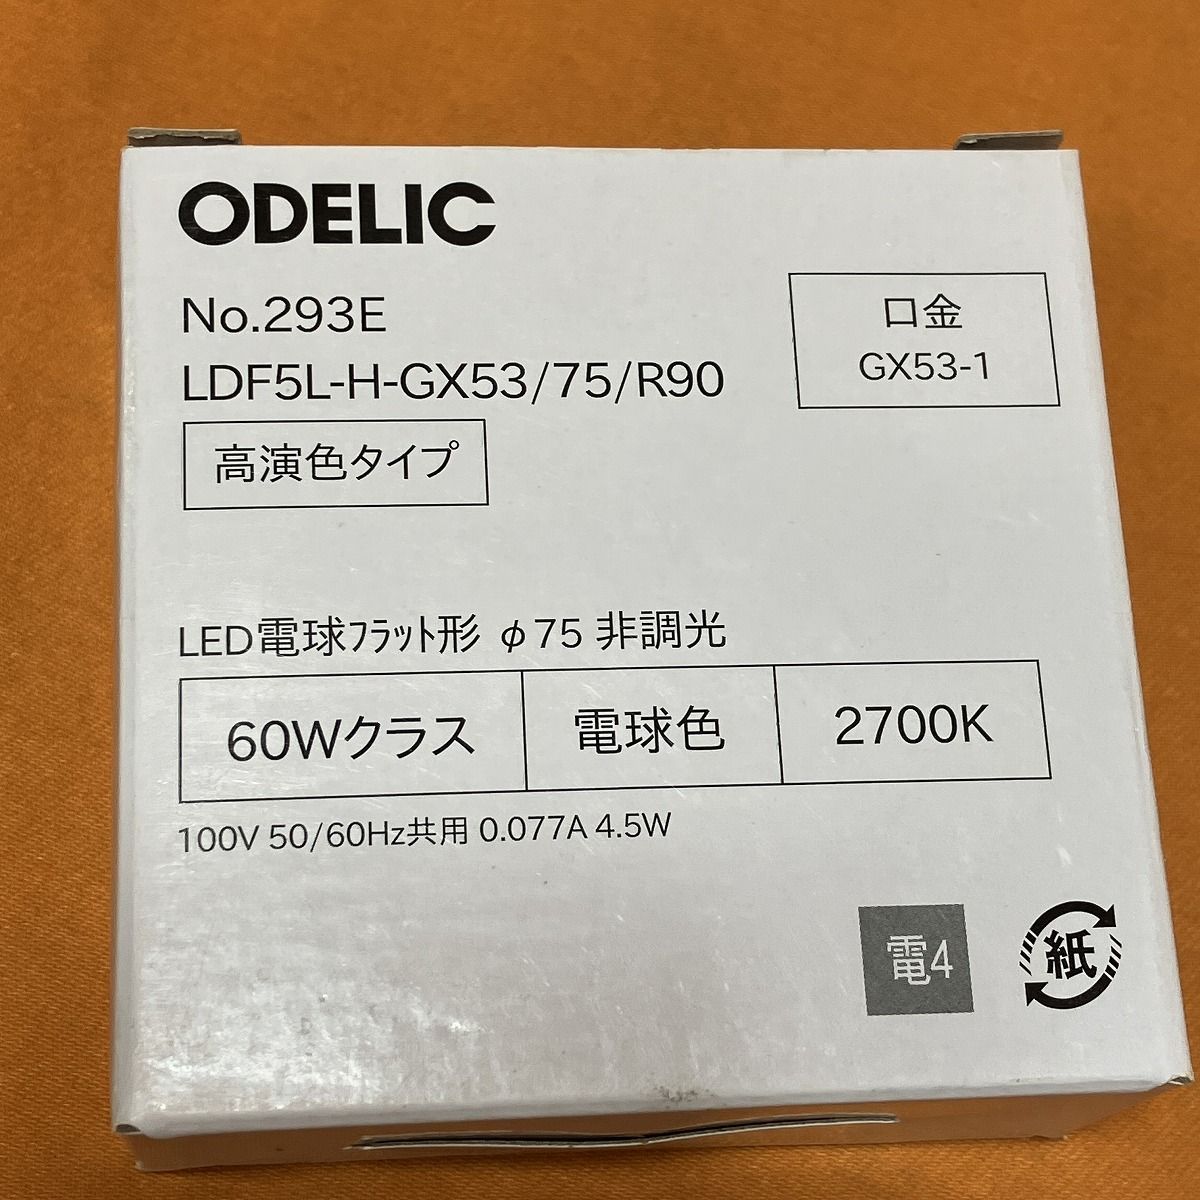 ODELIC
No.293E
口金
GX53-1
LDF5L-H-GX53/75/R90
高演色タイプ
LED電球ﾌﾗｯﾄ形 φ75 非調光
60Wクラス 電球色 2700K
100V 50/60Hz共用 0.077A 4.5W
電4
紙